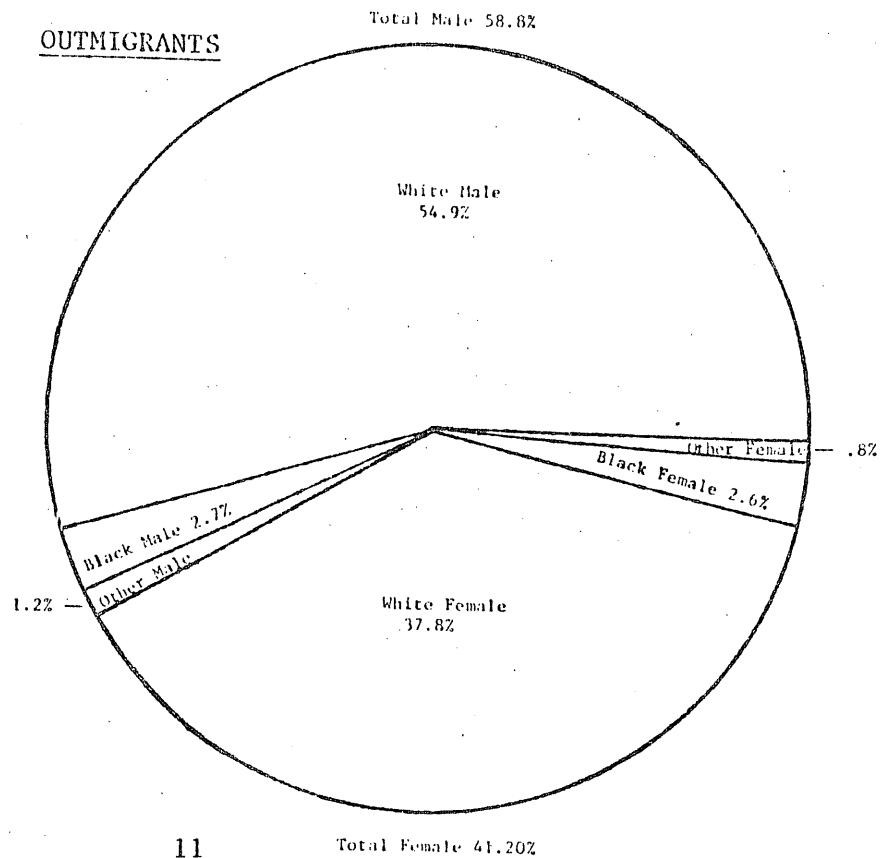 Total Male 58.8%
OUTMIGRANTS
White Male
54.9%
Other Female — .8%
Black Female 2.6%
Black Male 2.7%
Other Male
1.2% —
White Female
37.8%
11
Total Female 41.20%